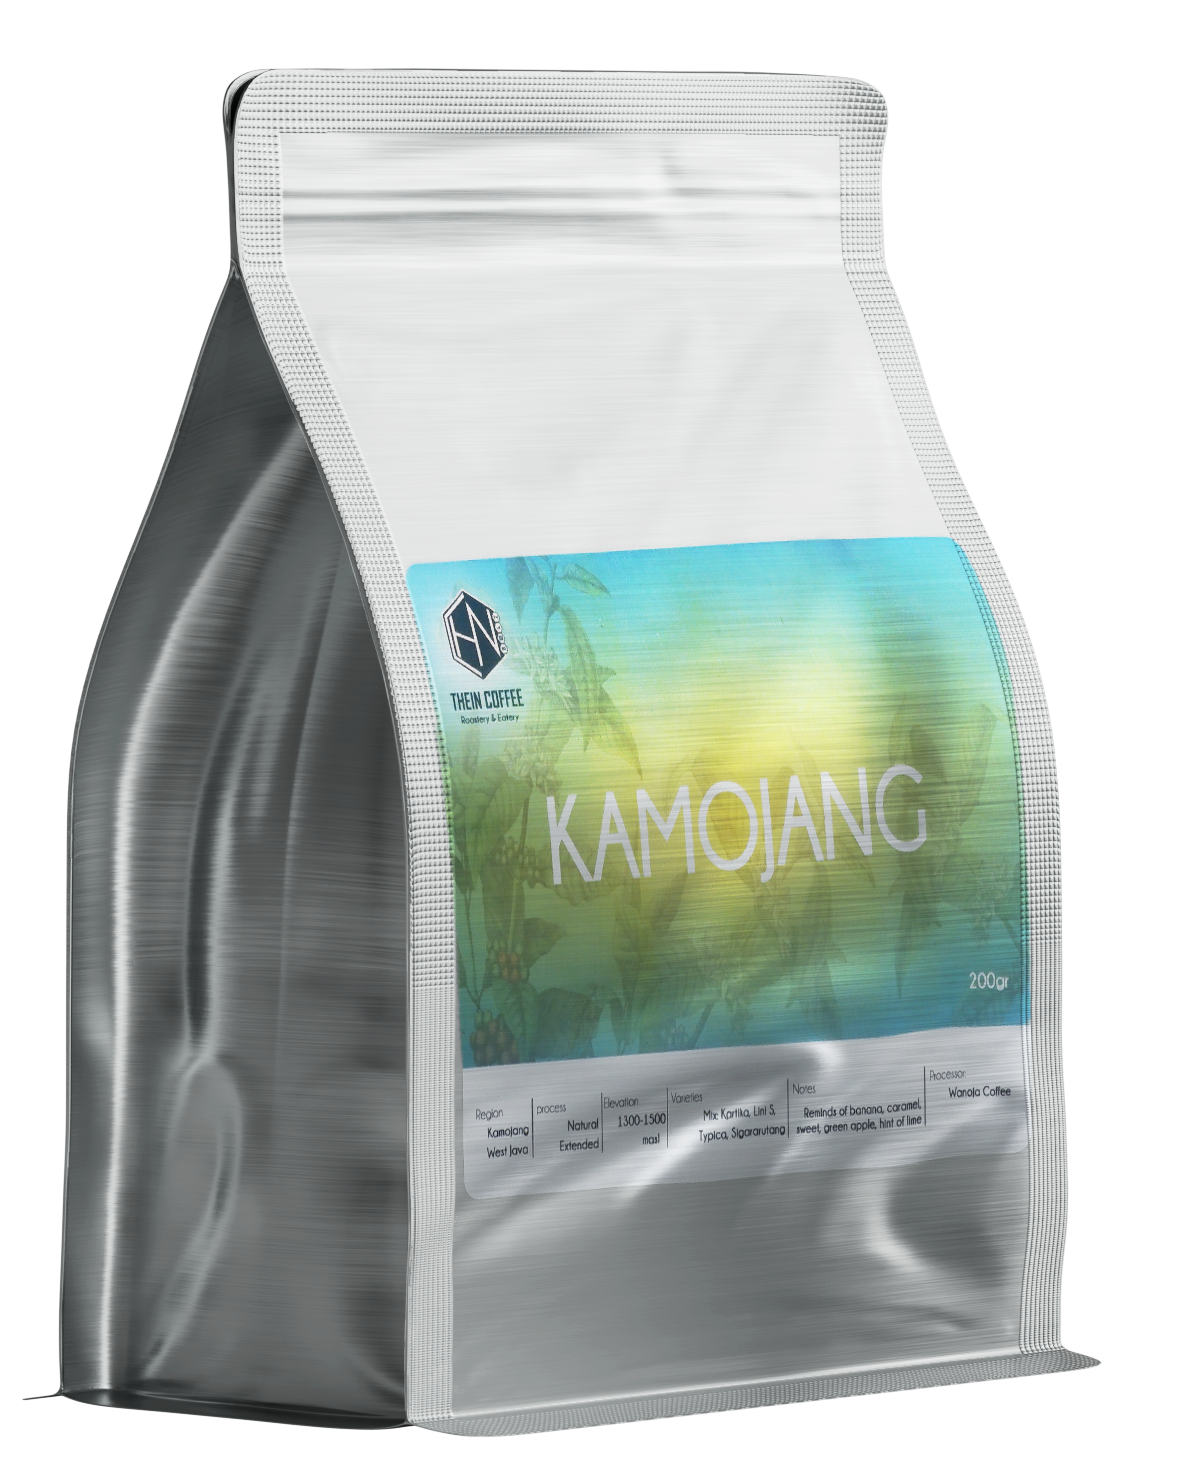 HN
THEIN COFFEE
Roastery & Eatery
KAMOJANG
200gr
Region
Kamojang
West Java
process
Natural
Extended
Elevation
1300-1500
masl
Varieties
Mix: Kartika, Lini S,
Typica, Sigararutang
Notes
Reminds of banana, caramel,
sweet, green apple, hint of lime
Processor
Wanoja Coffee